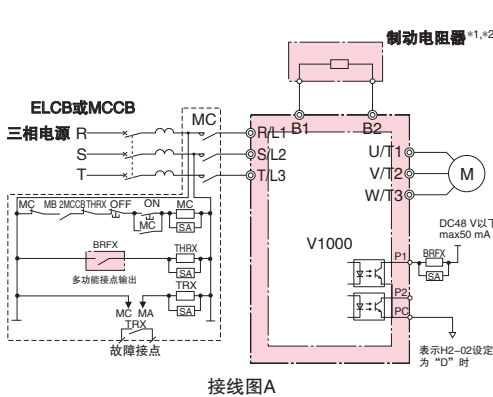 制动电阻器*1,*2
ELCB或MCCB
MC
三相电源 R
S
T
R/L1
S/L2
T/L3
B1
B2
U/T1
V/T2
W/T3
M
V1000
MC MB 2MCCB THRX OFF ON MC
MC
SA
BRFX
多功能接点输出
THRX
SA
TRX
SA
MC MA
TRX
故障接点
DC48 V以下
max50 mA
P1
BRFX
SA
P2
PC
表示H2-02设定
为“D”时
接线图A